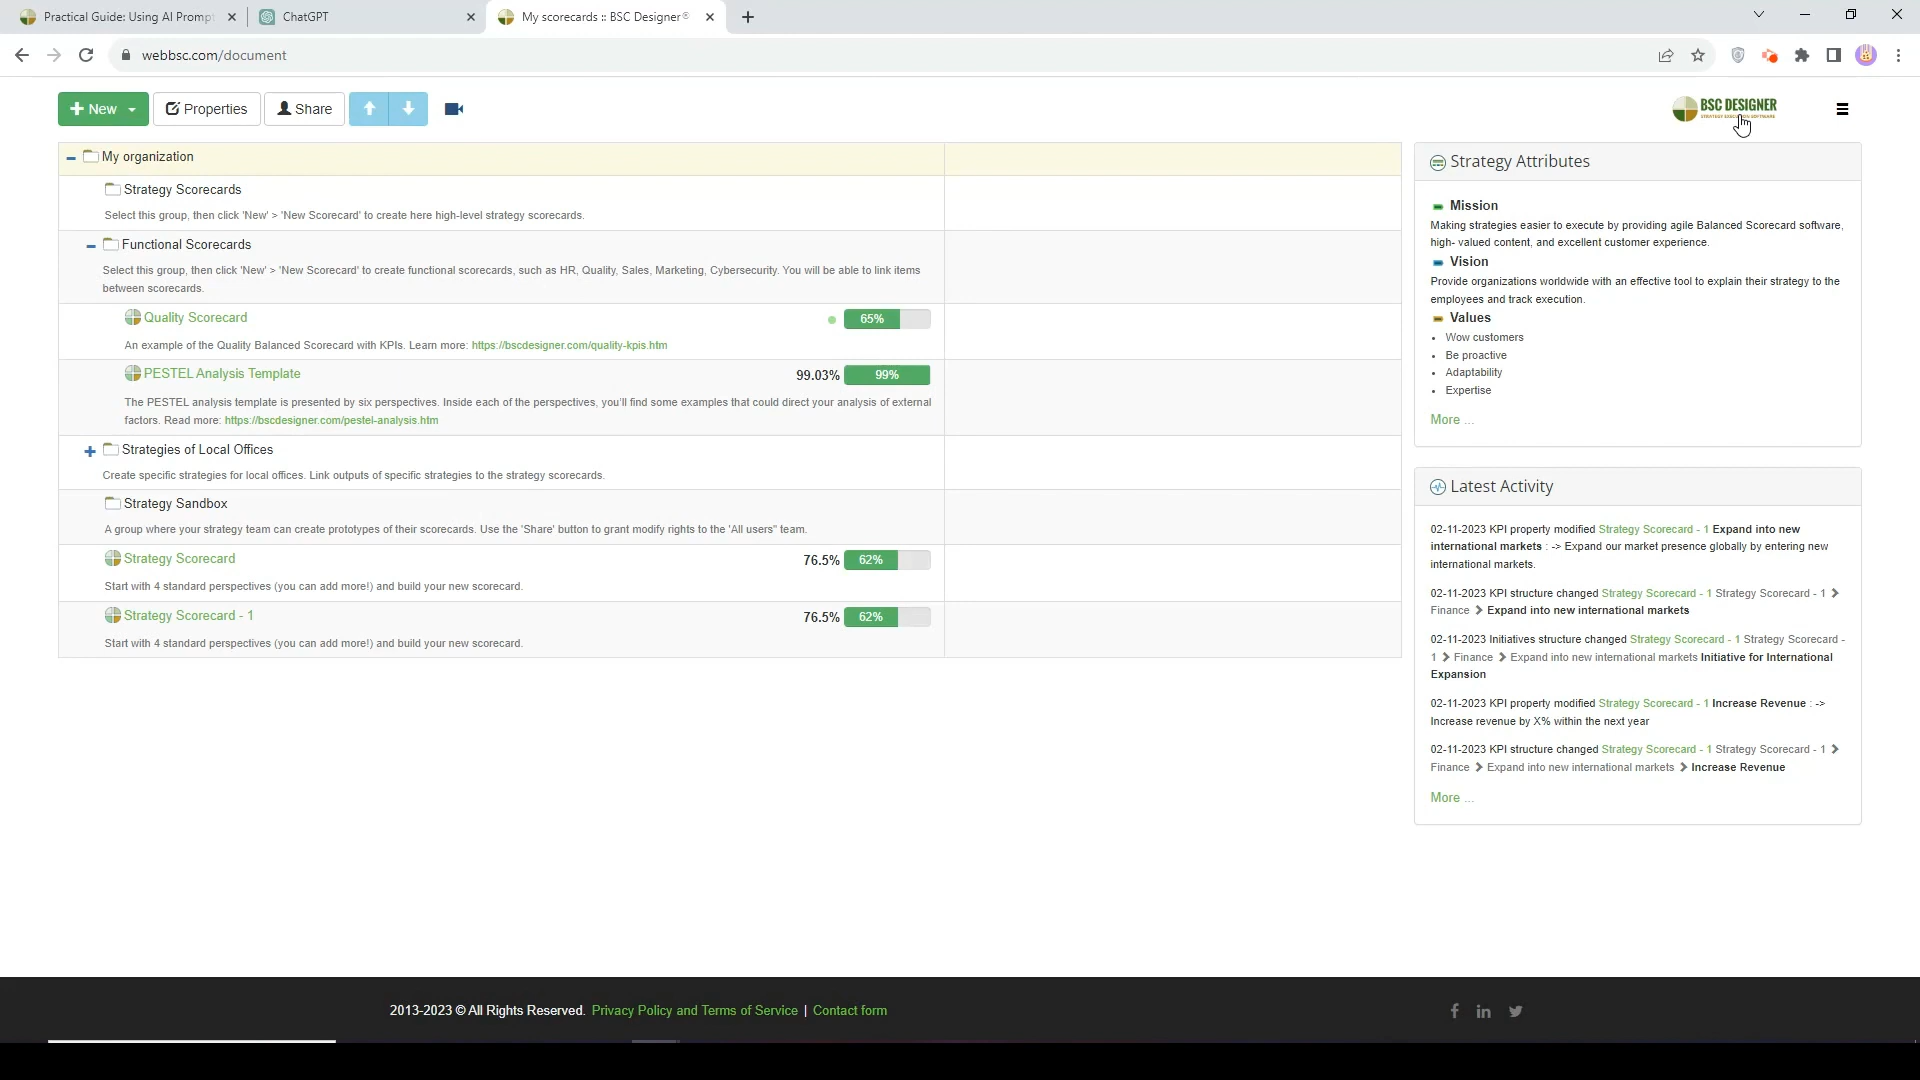 Practical Guide: Using AI Prompt
ChatGPT
My scorecards :: BSC Designer®
webbsc.com/document
New
Properties
Share
BSC DESIGNER
STRATEGY EXECUTION SOFTWARE
My organization
Strategy Scorecards
Select this group, then click 'New' > 'New Scorecard' to create here high-level strategy scorecards.
Functional Scorecards
Select this group, then click 'New' > 'New Scorecard' to create functional scorecards, such as HR, Quality, Sales, Marketing, Cybersecurity. You will be able to link items
between scorecards.
Quality Scorecard
65%
An example of the Quality Balanced Scorecard with KPIs. Learn more: https://bscdesigner.com/quality-kpis.htm
PESTEL Analysis Template
99.03%
99%
The PESTEL analysis template is presented by six perspectives. Inside each of the perspectives, you'll find some examples that could direct your analysis of external
factors. Read more: https://bscdesigner.com/pestel-analysis.htm
Strategies of Local Offices
Create specific strategies for local offices. Link outputs of specific strategies to the strategy scorecards.
Strategy Sandbox
A group where your strategy team can create prototypes of their scorecards. Use the 'Share' button to grant modify rights to the 'All users" team.
Strategy Scorecard
76.5%
62%
Start with 4 standard perspectives (you can add more!) and build your new scorecard.
Strategy Scorecard - 1
76.5%
62%
Start with 4 standard perspectives (you can add more!) and build your new scorecard.
Strategy Attributes
Mission
Making strategies easier to execute by providing agile Balanced Scorecard software,
high- valued content, and excellent customer experience.
Vision
Provide organizations worldwide with an effective tool to explain their strategy to the
employees and track execution.
Values
Wow customers
Be proactive
Adaptability
Expertise
More ...
Latest Activity
02-11-2023 KPI property modified Strategy Scorecard - 1 Expand into new
international markets : -> Expand our market presence globally by entering new
international markets.
02-11-2023 KPI structure changed Strategy Scorecard - 1 Strategy Scorecard - 1
Finance Expand into new international markets
02-11-2023 Initiatives structure changed Strategy Scorecard - 1 Strategy Scorecard -
1 Finance Expand into new international markets Initiative for International
Expansion
02-11-2023 KPI property modified Strategy Scorecard - 1 Increase Revenue : ->
Increase revenue by X% within the next year
02-11-2023 KPI structure changed Strategy Scorecard - 1 Strategy Scorecard - 1
Finance Expand into new international markets Increase Revenue
More ...
2013-2023 © All Rights Reserved. Privacy Policy and Terms of Service | Contact form